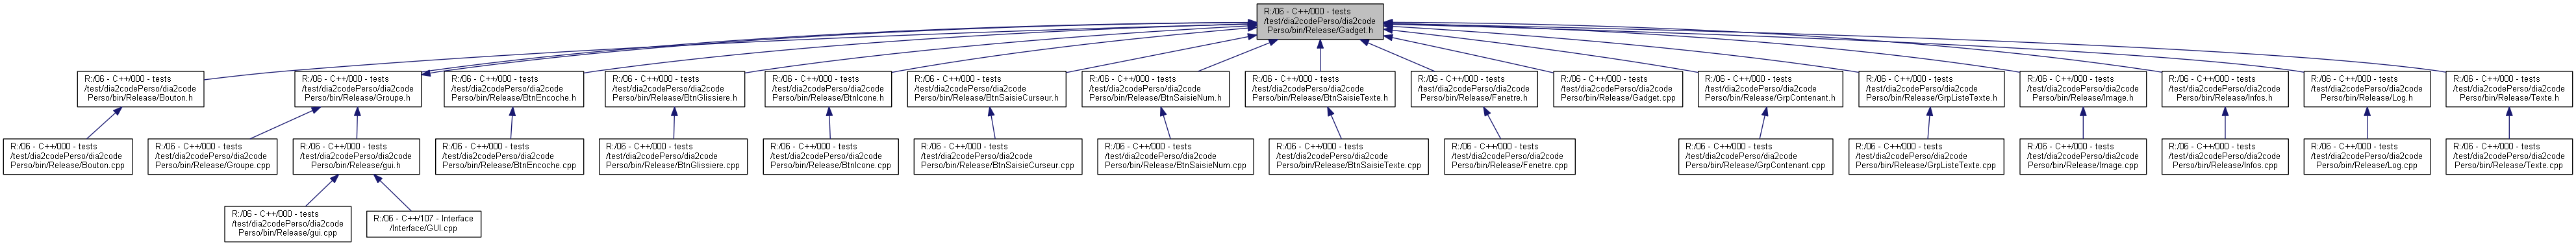 R:/06 - C++/000 - tests
/test/dia2codePerso/dia2code
Perso/bin/Release/Gadget.h
R:/06 - C++/000 - tests
/test/dia2codePerso/dia2code
Perso/bin/Release/Bouton.h
R:/06 - C++/000 - tests
/test/dia2codePerso/dia2code
Perso/bin/Release/Groupe.h
R:/06 - C++/000 - tests
/test/dia2codePerso/dia2code
Perso/bin/Release/BtnEncoche.h
R:/06 - C++/000 - tests
/test/dia2codePerso/dia2code
Perso/bin/Release/BtnGlissiere.h
R:/06 - C++/000 - tests
/test/dia2codePerso/dia2code
Perso/bin/Release/BtnIcone.h
R:/06 - C++/000 - tests
/test/dia2codePerso/dia2code
Perso/bin/Release/BtnSaisieCurseur.h
R:/06 - C++/000 - tests
/test/dia2codePerso/dia2code
Perso/bin/Release/BtnSaisieNum.h
R:/06 - C++/000 - tests
/test/dia2codePerso/dia2code
Perso/bin/Release/BtnSaisieTexte.h
R:/06 - C++/000 - tests
/test/dia2codePerso/dia2code
Perso/bin/Release/Fenetre.h
R:/06 - C++/000 - tests
/test/dia2codePerso/dia2code
Perso/bin/Release/Gadget.cpp
R:/06 - C++/000 - tests
/test/dia2codePerso/dia2code
Perso/bin/Release/GrpContenant.h
R:/06 - C++/000 - tests
/test/dia2codePerso/dia2code
Perso/bin/Release/GrpListeTexte.h
R:/06 - C++/000 - tests
/test/dia2codePerso/dia2code
Perso/bin/Release/Image.h
R:/06 - C++/000 - tests
/test/dia2codePerso/dia2code
Perso/bin/Release/Infos.h
R:/06 - C++/000 - tests
/test/dia2codePerso/dia2code
Perso/bin/Release/Log.h
R:/06 - C++/000 - tests
/test/dia2codePerso/dia2code
Perso/bin/Release/Texte.h
R:/06 - C++/000 - tests
/test/dia2codePerso/dia2code
Perso/bin/Release/Bouton.cpp
R:/06 - C++/000 - tests
/test/dia2codePerso/dia2code
Perso/bin/Release/Groupe.cpp
R:/06 - C++/000 - tests
/test/dia2codePerso/dia2code
Perso/bin/Release/gui.h
R:/06 - C++/000 - tests
/test/dia2codePerso/dia2code
Perso/bin/Release/BtnEncoche.cpp
R:/06 - C++/000 - tests
/test/dia2codePerso/dia2code
Perso/bin/Release/BtnGlissiere.cpp
R:/06 - C++/000 - tests
/test/dia2codePerso/dia2code
Perso/bin/Release/BtnIcone.cpp
R:/06 - C++/000 - tests
/test/dia2codePerso/dia2code
Perso/bin/Release/BtnSaisieCurseur.cpp
R:/06 - C++/000 - tests
/test/dia2codePerso/dia2code
Perso/bin/Release/BtnSaisieNum.cpp
R:/06 - C++/000 - tests
/test/dia2codePerso/dia2code
Perso/bin/Release/BtnSaisieTexte.cpp
R:/06 - C++/000 - tests
/test/dia2codePerso/dia2code
Perso/bin/Release/Fenetre.cpp
R:/06 - C++/000 - tests
/test/dia2codePerso/dia2code
Perso/bin/Release/GrpContenant.cpp
R:/06 - C++/000 - tests
/test/dia2codePerso/dia2code
Perso/bin/Release/GrpListeTexte.cpp
R:/06 - C++/000 - tests
/test/dia2codePerso/dia2code
Perso/bin/Release/Image.cpp
R:/06 - C++/000 - tests
/test/dia2codePerso/dia2code
Perso/bin/Release/Infos.cpp
R:/06 - C++/000 - tests
/test/dia2codePerso/dia2code
Perso/bin/Release/Log.cpp
R:/06 - C++/000 - tests
/test/dia2codePerso/dia2code
Perso/bin/Release/Texte.cpp
R:/06 - C++/000 - tests
/test/dia2codePerso/dia2code
Perso/bin/Release/gui.cpp
R:/06 - C++/107 - Interface
/Interface/GUI.cpp